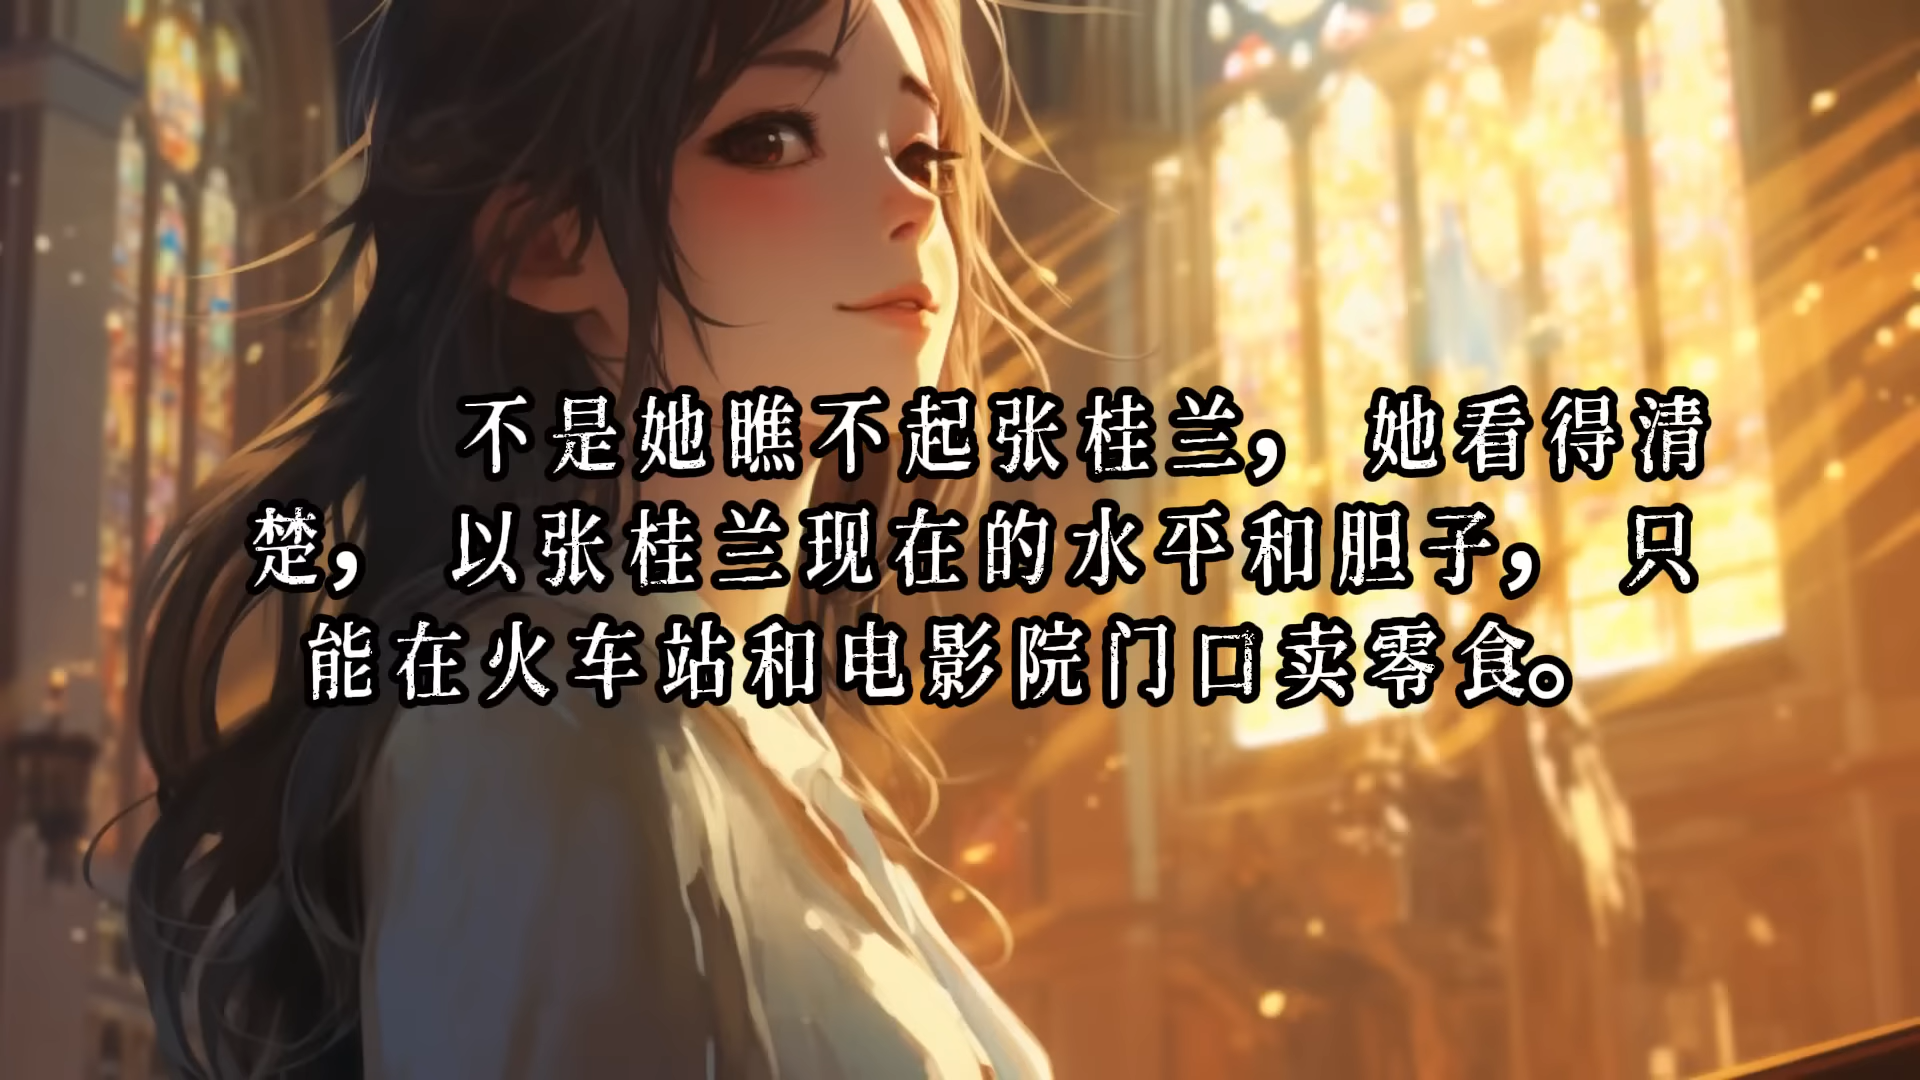 不是她瞧不起张桂兰，她看得清
楚，以张桂兰现在的水平和胆子，只
能在火车站和电影院门口卖零食。